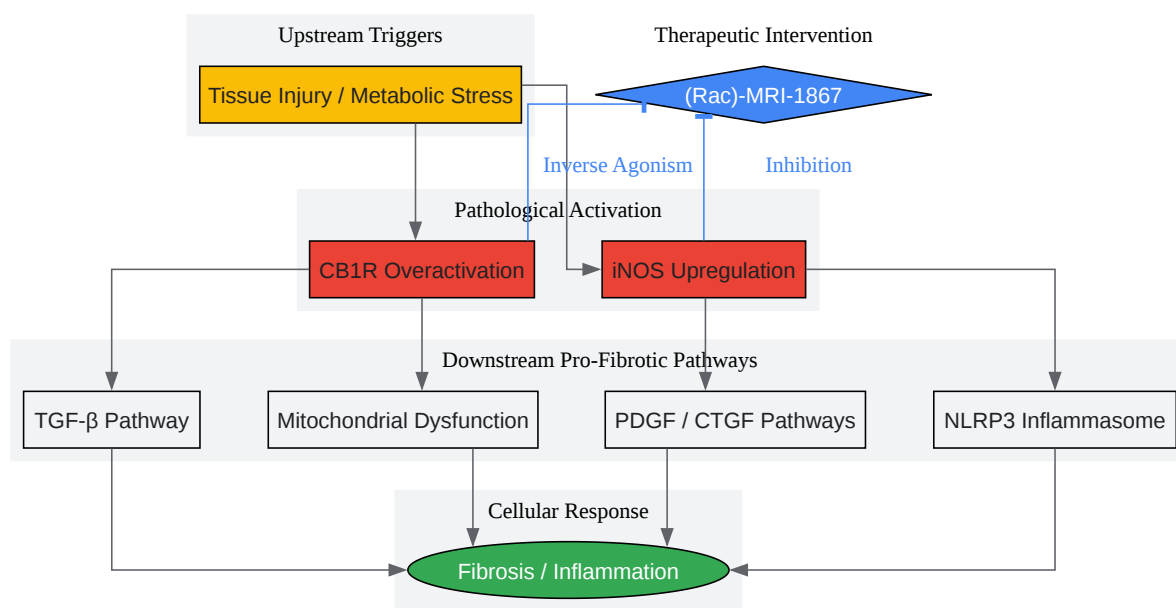 Upstream Triggers
Therapeutic Intervention
Tissue Injury / Metabolic Stress
(Rac)-MRI-1867
Inverse Agonism
Inhibition
Pathological Activation
CB1R Overactivation
iNOS Upregulation
Downstream Pro-Fibrotic Pathways
TGF-β Pathway
Mitochondrial Dysfunction
PDGF / CTGF Pathways
NLRP3 Inflammasome
Cellular Response
Fibrosis / Inflammation